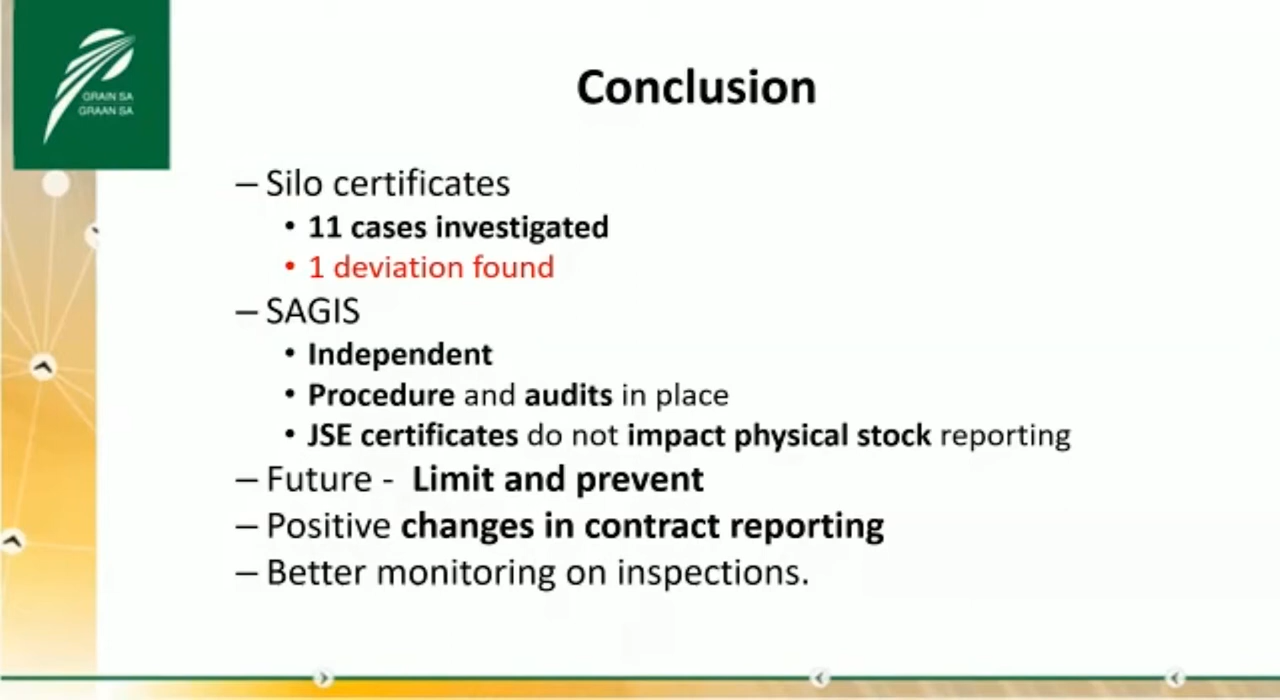 GRAIN SA
GRAAN SA
Conclusion
– Silo certificates
• 11 cases investigated
• 1 deviation found
– SAGIS
• Independent
• Procedure and audits in place
• JSE certificates do not impact physical stock reporting
– Future - Limit and prevent
– Positive changes in contract reporting
– Better monitoring on inspections.